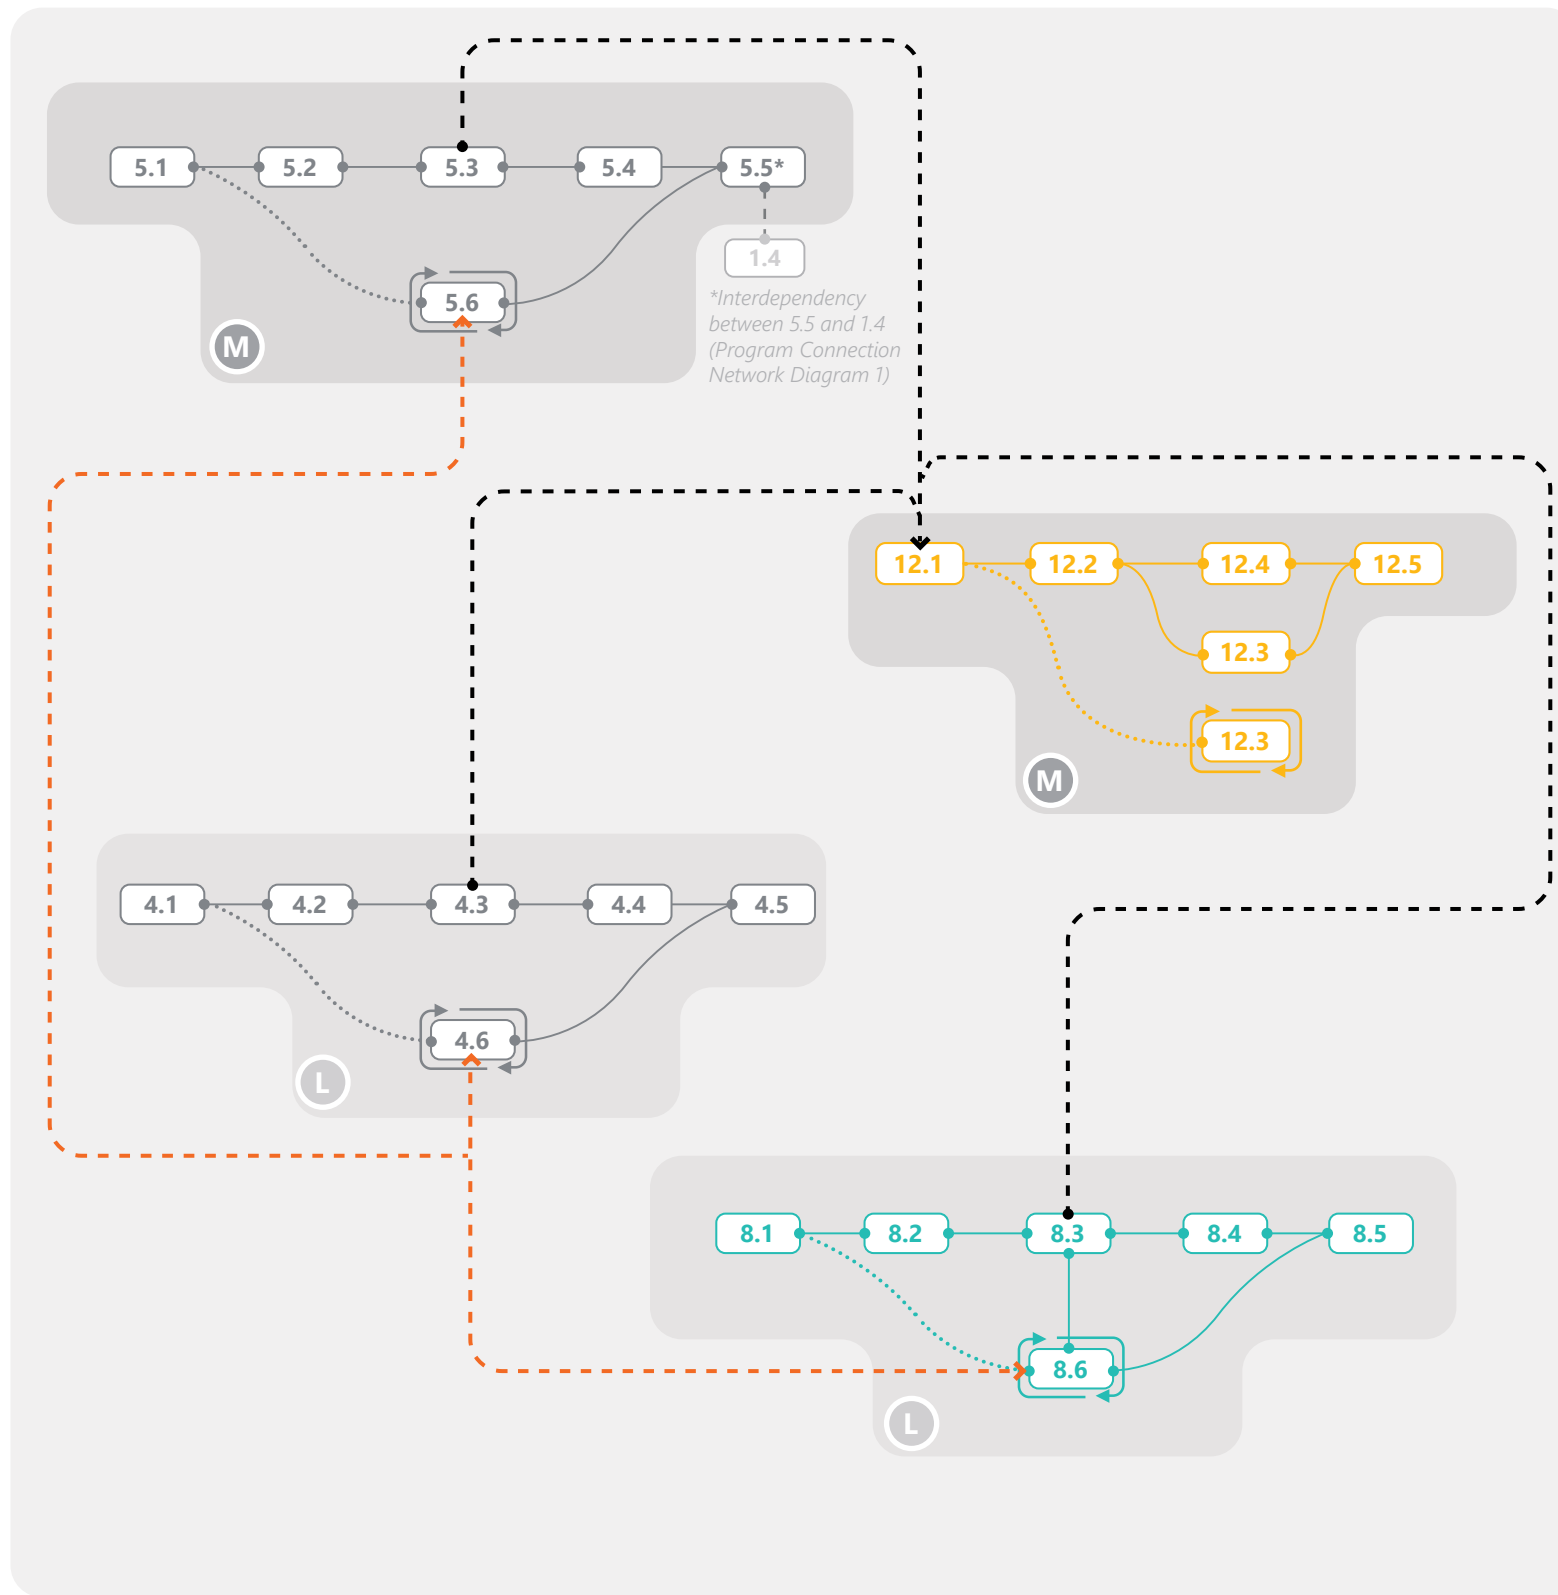 5.1 5.2 5.3 5.4 5.5*
1.4
5.6
*Interdependency
between 5.5 and 1.4
(Program Connection
Network Diagram 1)
M
12.1 12.2 12.4 12.5
12.3
12.3
M
4.1 4.2 4.3 4.4 4.5
4.6
L
8.1 8.2 8.3 8.4 8.5
8.6
L